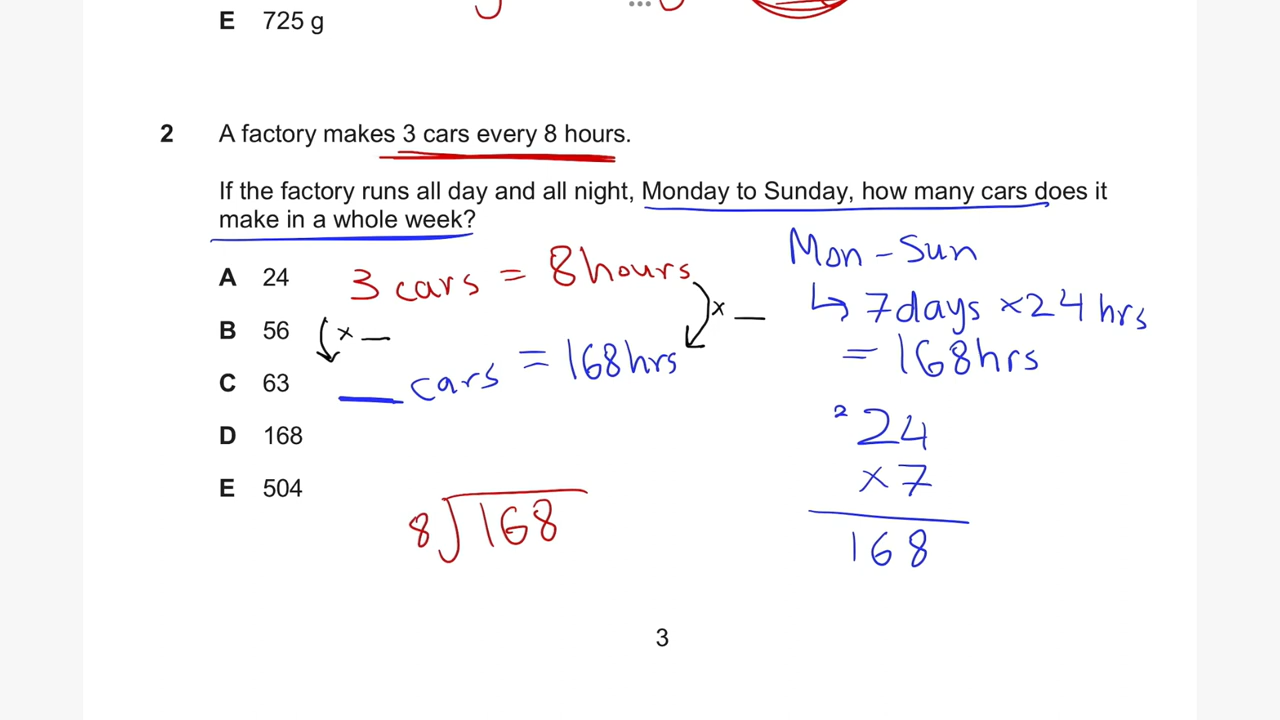 E 725 g
2 A factory makes 3 cars every 8 hours.
If the factory runs all day and all night, Monday to Sunday, how many cars does it
make in a whole week?
A 24
B 56
C 63
D 168
E 504
3 cars = 8 hours
x _
x _
__ cars = 168 hrs
Mon - Sun
↳ 7 days x 24 hrs
= 168 hrs
2 24
x 7
168
8 168
3